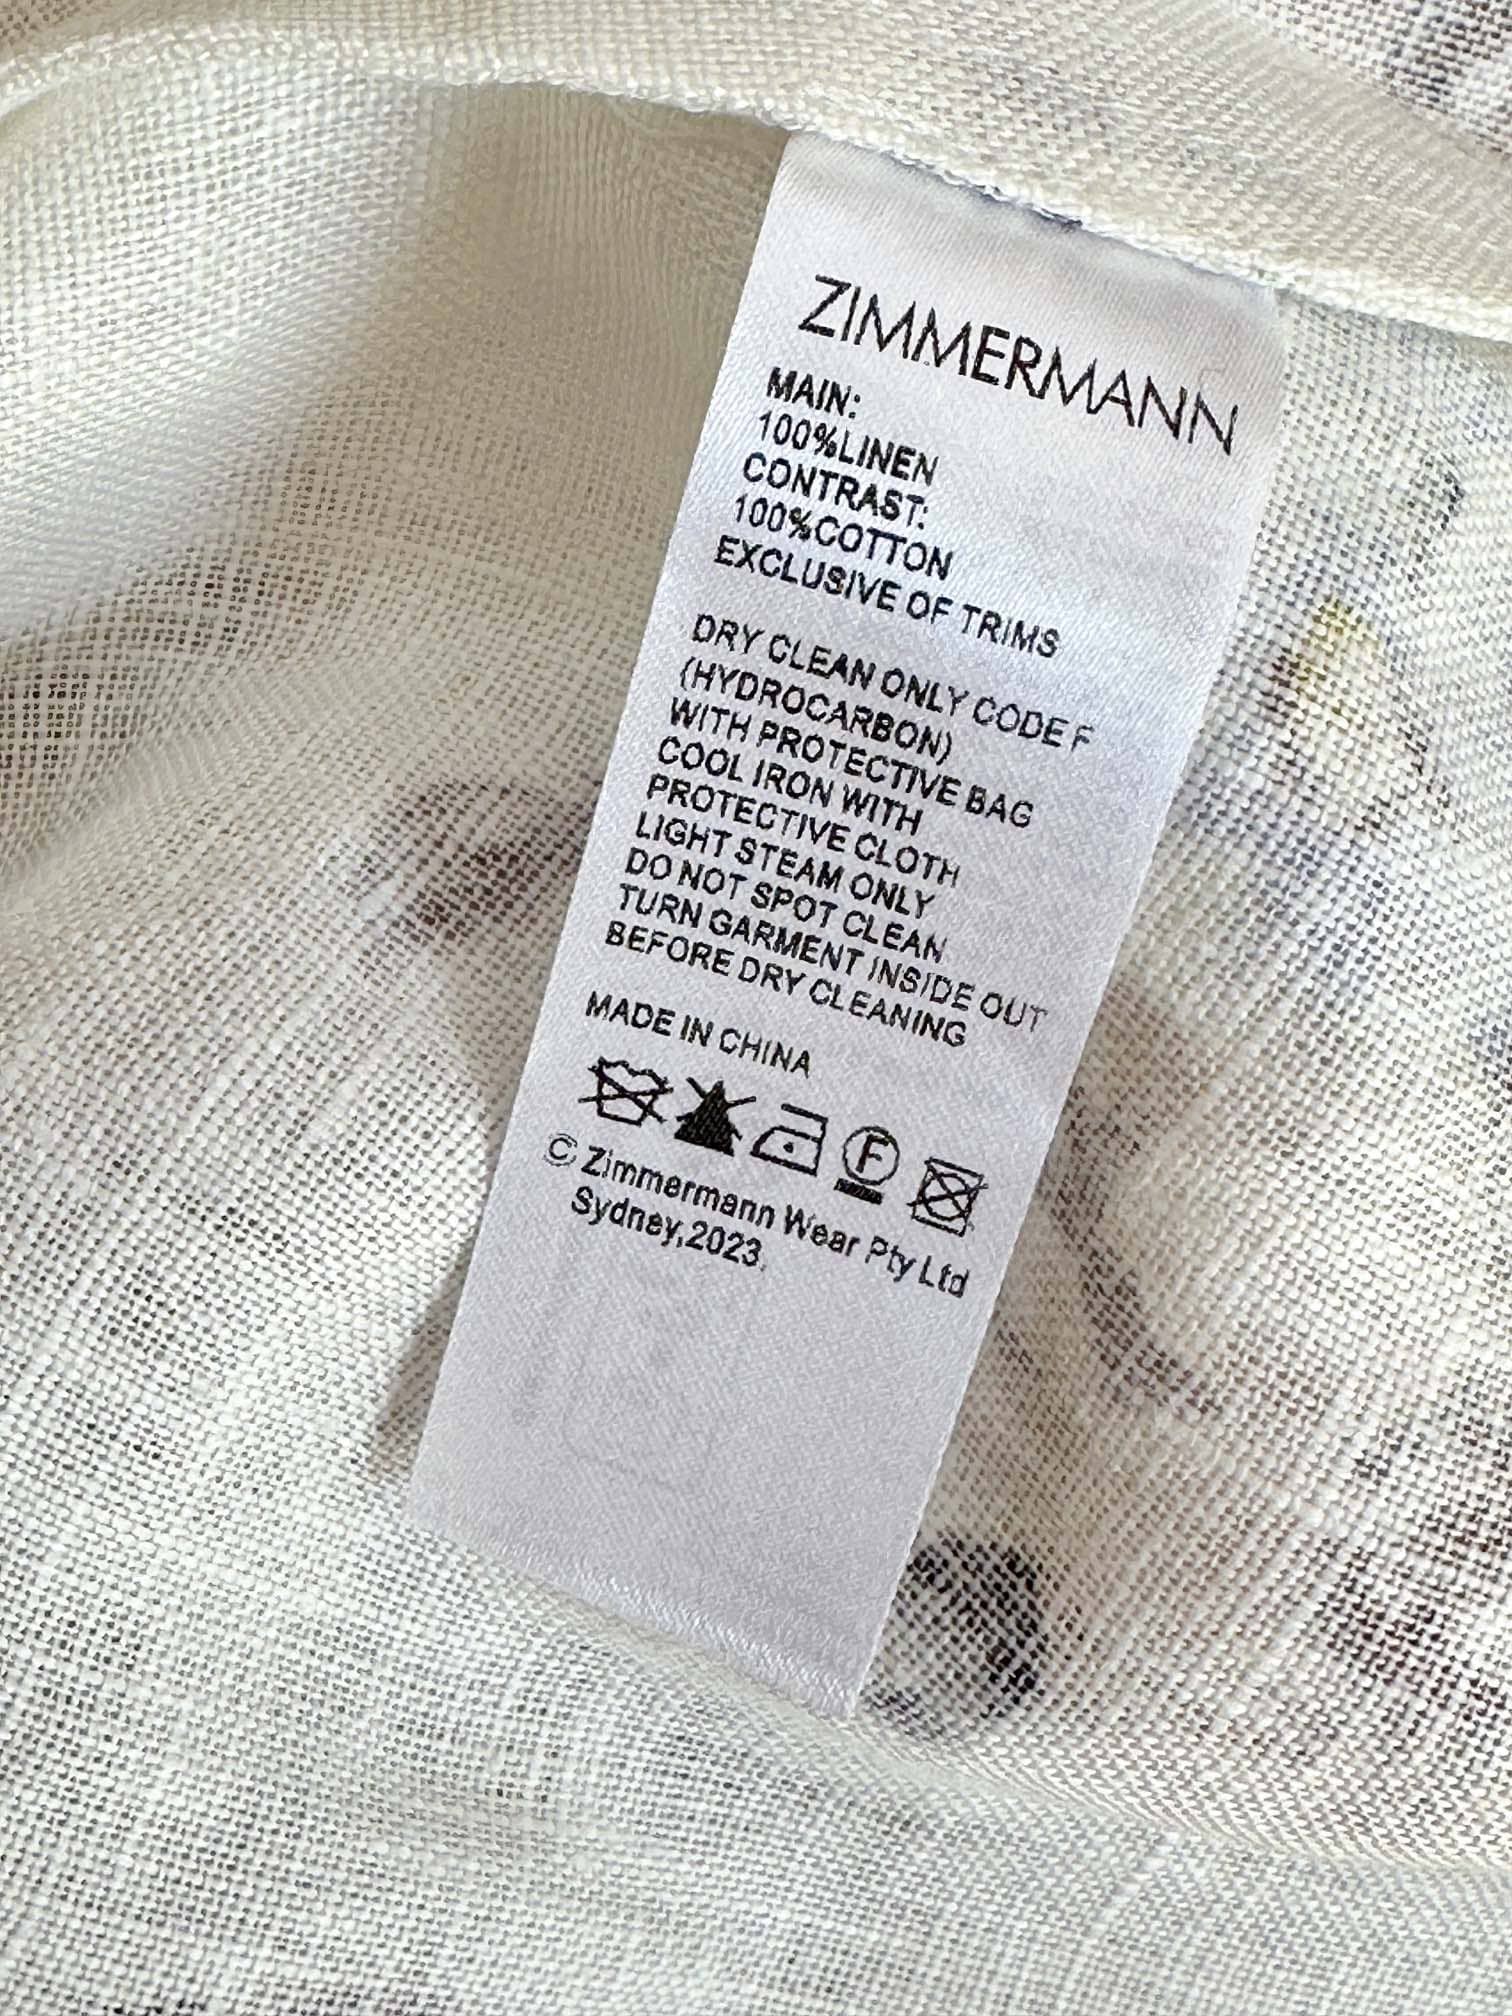 ZIMMERMANN
MAIN:
100%LINEN
CONTRAST:
100%COTTON
EXCLUSIVE OF TRIMS
DRY CLEAN ONLY CODE F
(HYDROCARBON)
WITH PROTECTIVE BAG
COOL IRON WITH
PROTECTIVE CLOTH
LIGHT STEAM ONLY
DO NOT SPOT CLEAN
TURN GARMENT INSIDE OUT
BEFORE DRY CLEANING
MADE IN CHINA
F
© Zimmermann Wear Pty Ltd
Sydney,2023.